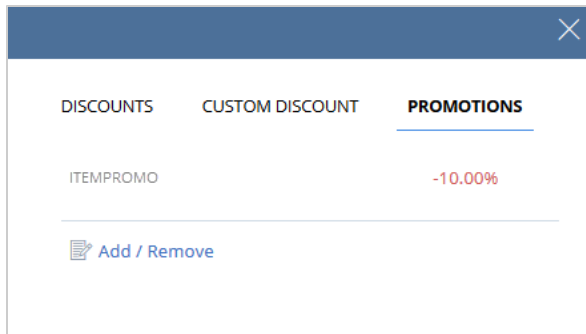 DISCOUNTS CUSTOM DISCOUNT PROMOTIONS
ITEMPROMO -10.00%
Add / Remove